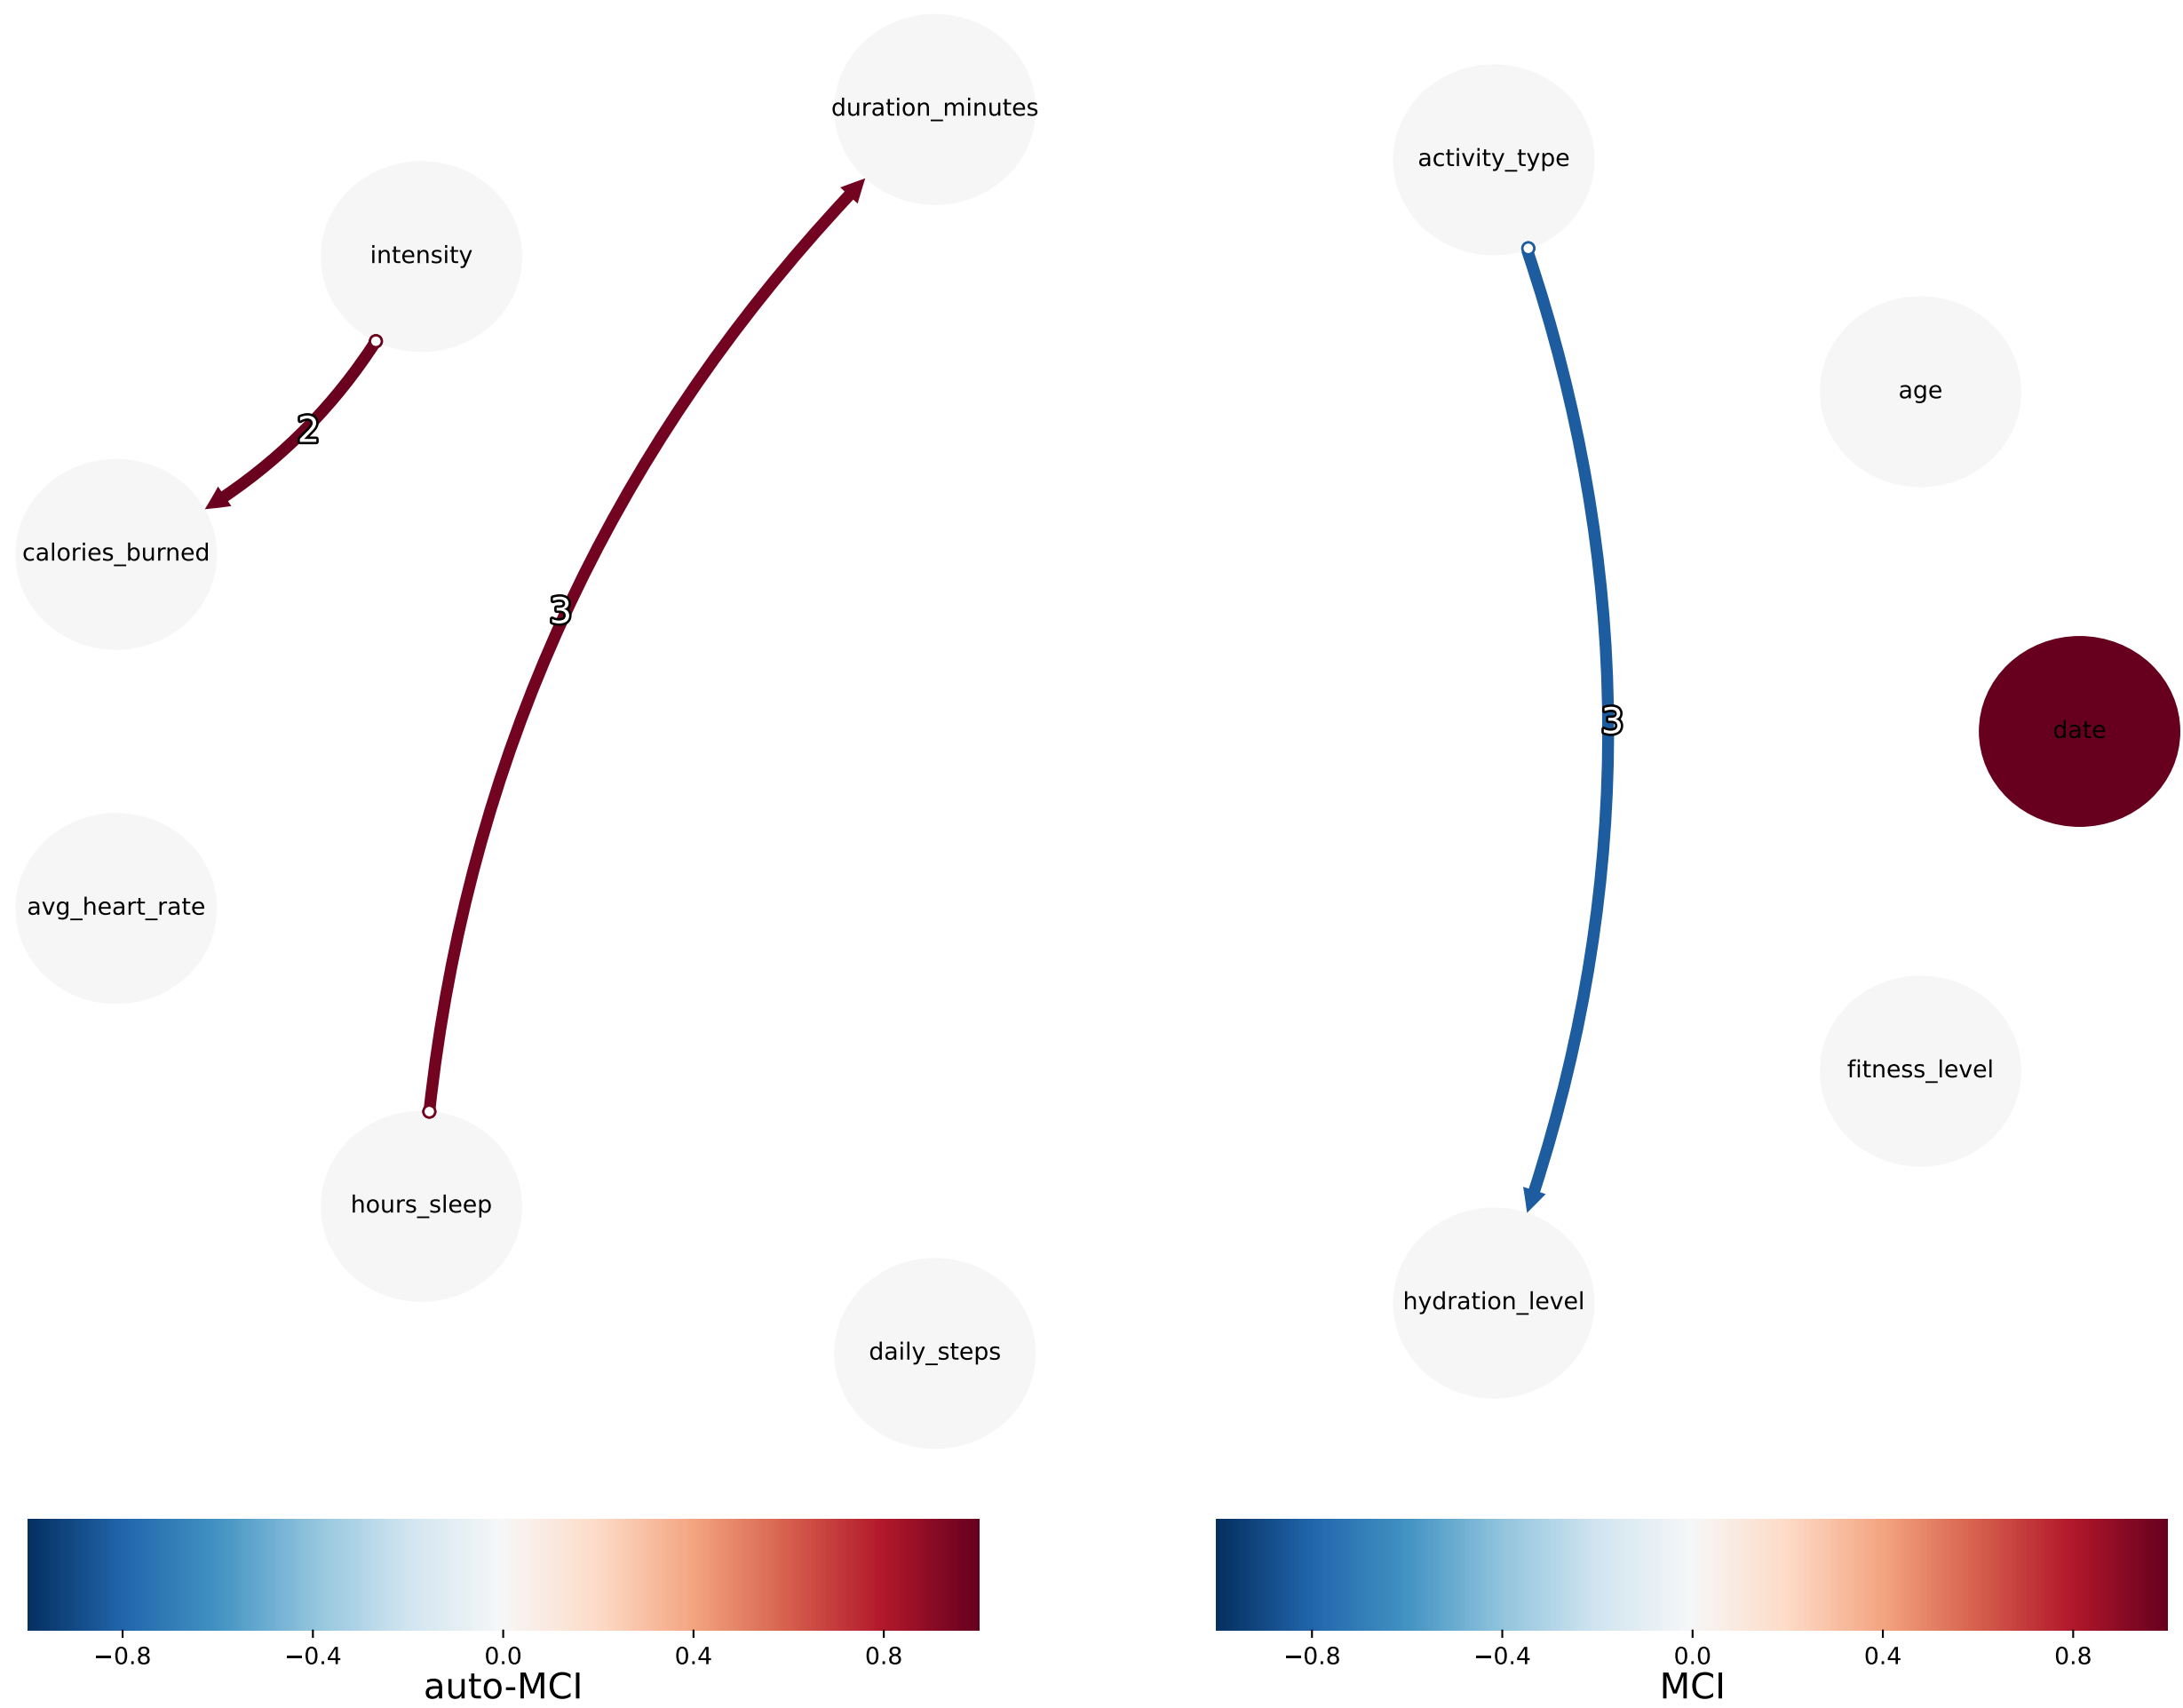 duration_minutes
activity_type
intensity
age
2
calories_burned
3
3
date
avg_heart_rate
fitness_level
hours_sleep
hydration_level
daily_steps
−0.8 −0.4 0.0 0.4 0.8
auto-MCI
−0.8 −0.4 0.0 0.4 0.8
MCI